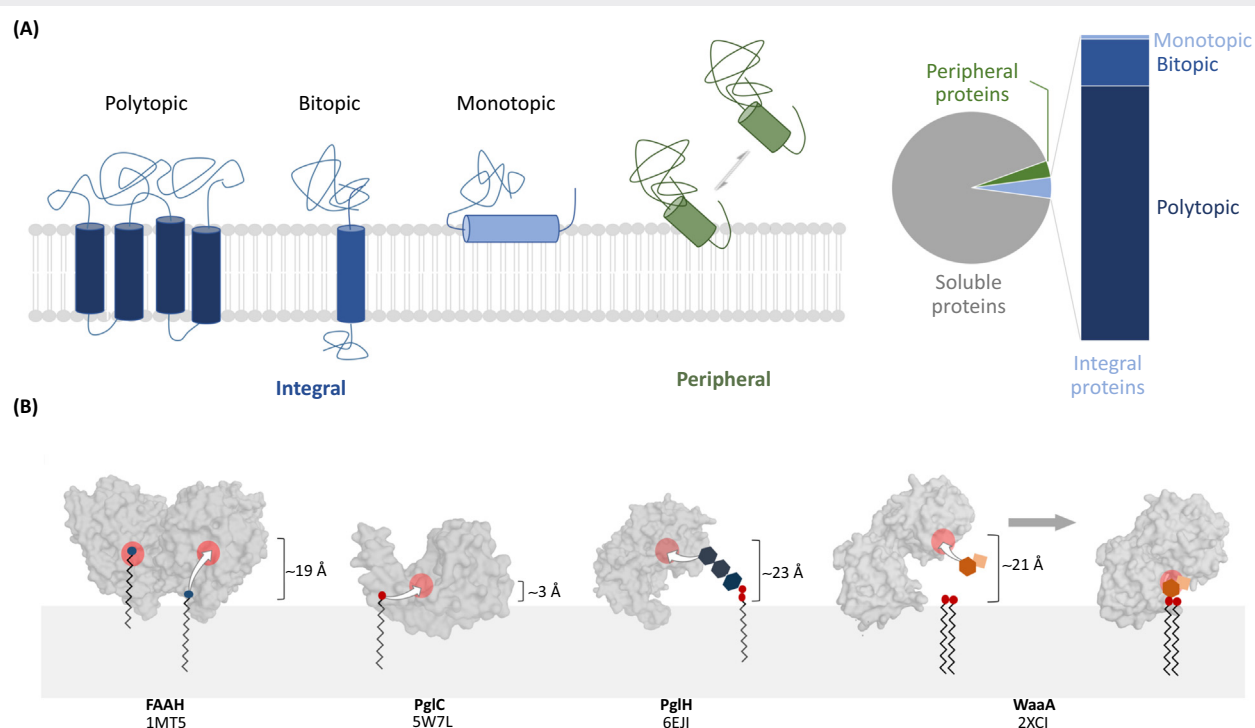 (A)
Polytopic
Bitopic
Monotopic
Integral
Peripheral
Peripheral
proteins
Soluble
proteins
Monotopic
Bitopic
Polytopic
Integral
proteins
(B)
~19 Å
~3 Å
~23 Å
~21 Å
FAAH
1MT5
PglC
5W7L
PglH
6EJI
WaaA
2XCI